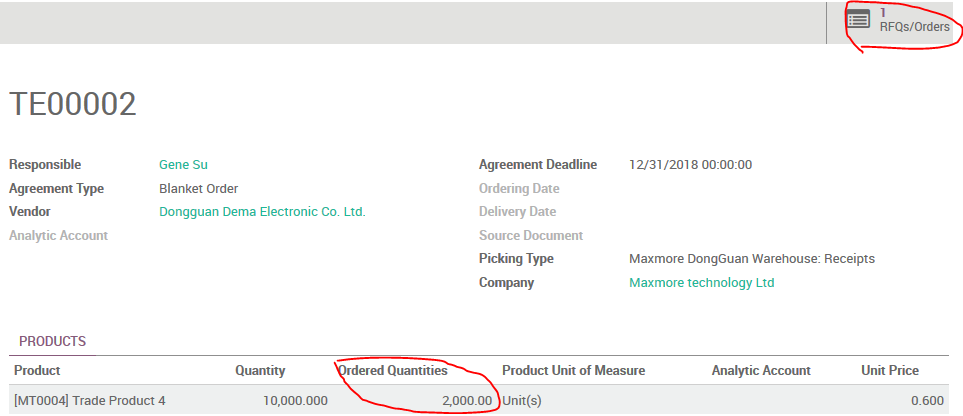 1
RFQs/Orders
TE00002
Responsible Gene Su Agreement Deadline 12/31/2018 00:00:00
Agreement Type Blanket Order Ordering Date
Vendor Dongguan Dema Electronic Co. Ltd. Delivery Date
Analytic Account Source Document
Picking Type Maxmore DongGuan Warehouse: Receipts
Company Maxmore technology Ltd
PRODUCTS
Product Quantity Ordered Quantities Product Unit of Measure Analytic Account Unit Price
[MT0004] Trade Product 4 10,000.000 2,000.00 Unit(s) 0.600